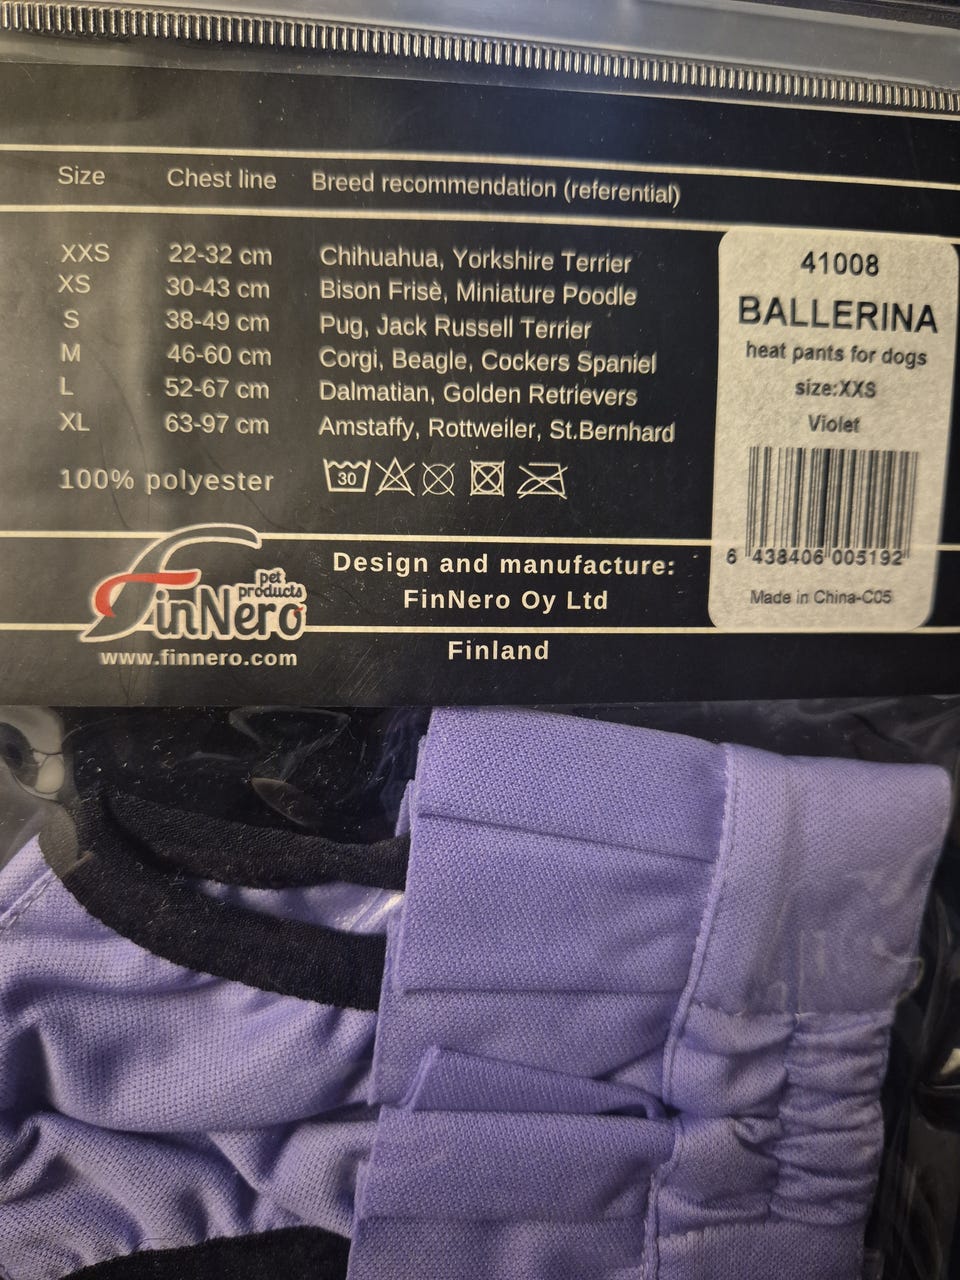 Size Chest line Breed recommendation (referential)
XXS 22-32 cm Chihuahua, Yorkshire Terrier
XS 30-43 cm Bison Frisè, Miniature Poodle
S 38-49 cm Pug, Jack Russell Terrier
M 46-60 cm Corgi, Beagle, Cockers Spaniel
L 52-67 cm Dalmatian, Golden Retrievers
XL 63-97 cm Amstaffy, Rottweiler, St.Bernhard
100% polyester 30
FinNero pet products
www.finnero.com
Design and manufacture:
FinNero Oy Ltd
Finland
41008
BALLERINA
heat pants for dogs
size:XXS
Violet
6 438406 005192
Made in China-C05